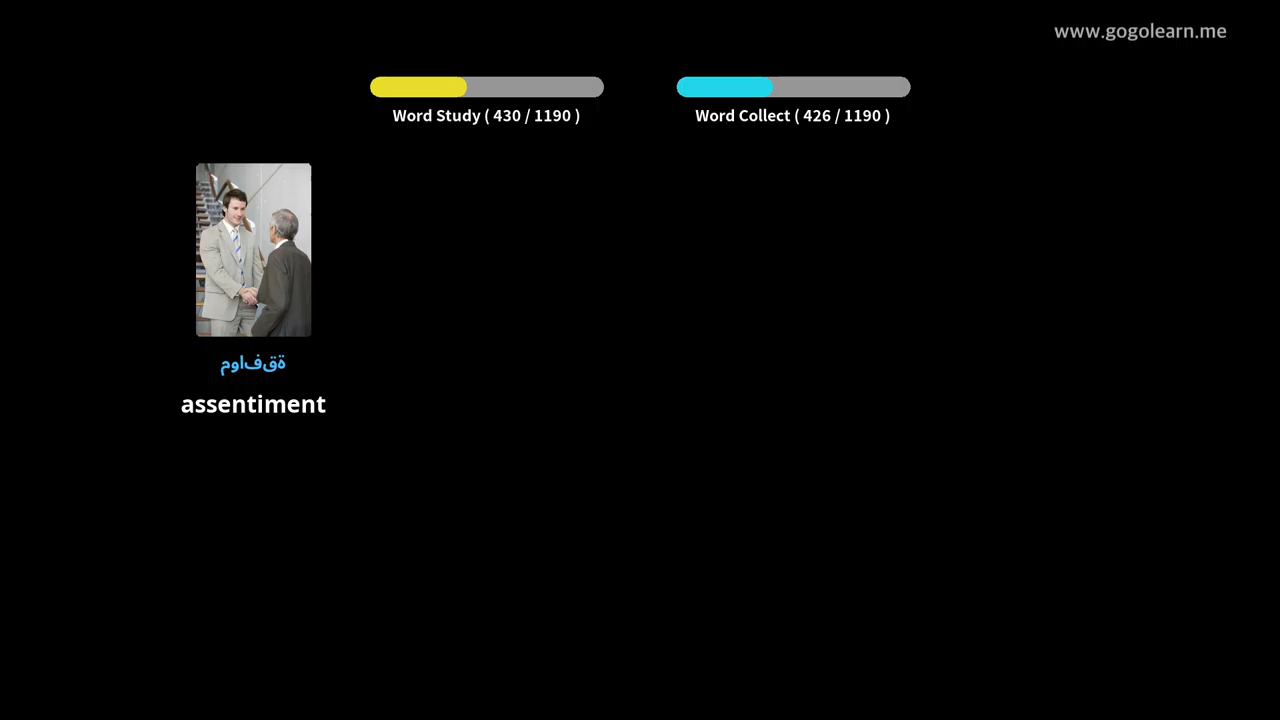 www.gogolearn.me
Word Study ( 430 / 1190 )
Word Collect ( 426 / 1190 )
ةقفاوم
assentiment